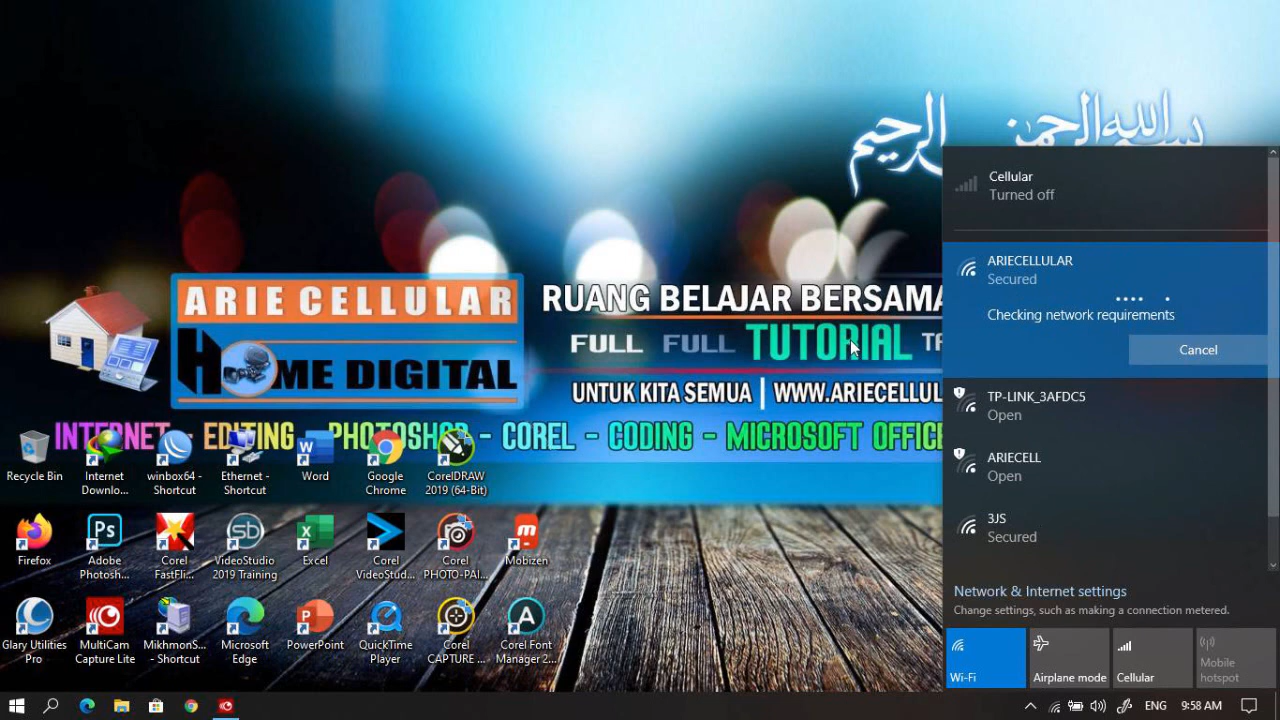 بسم الله الرحمن الرحيم
ARIE CELLULAR
HOME DIGITAL
RUANG BELAJAR BERSAMA
FULL FULL TUTORIAL
UNTUK KITA SEMUA | WWW.ARIECELLUL
INTERNET - EDITING - PHOTOSHOP - COREL - CODING - MICROSOFT OFFICE
Recycle Bin
Internet
Downlo...
winbox64 -
Shortcut
Ethernet -
Shortcut
Word
Google
Chrome
CorelDRAW
2019 (64-Bit)
Firefox
Adobe
Photosh...
Corel
FastFli...
VideoStudio
2019 Training
Excel
Corel
VideoStud...
Corel
PHOTO-PAI...
Mobizen
Glary Utilities
Pro
MultiCam
Capture Lite
MikhmonS...
- Shortcut
Microsoft
Edge
PowerPoint
QuickTime
Player
Corel
CAPTURE ...
Corel Font
Manager 2...
Cellular
Turned off
ARIECELLULAR
Secured
Checking network requirements
Cancel
TP-LINK_3AFDC5
Open
ARIECELL
Open
3JS
Secured
Network & Internet settings
Change settings, such as making a connection metered.
Wi-Fi
Airplane mode
Cellular
Mobile
hotspot
ENG
9:58 AM